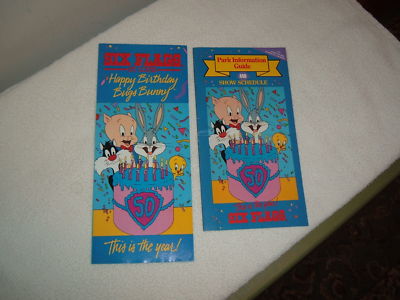 SIX FLAGS
Happy Birthday
Bugs Bunny
50
This is the year!
Park Information
Guide
AND
SHOW SCHEDULE
50
SIX FLAGS